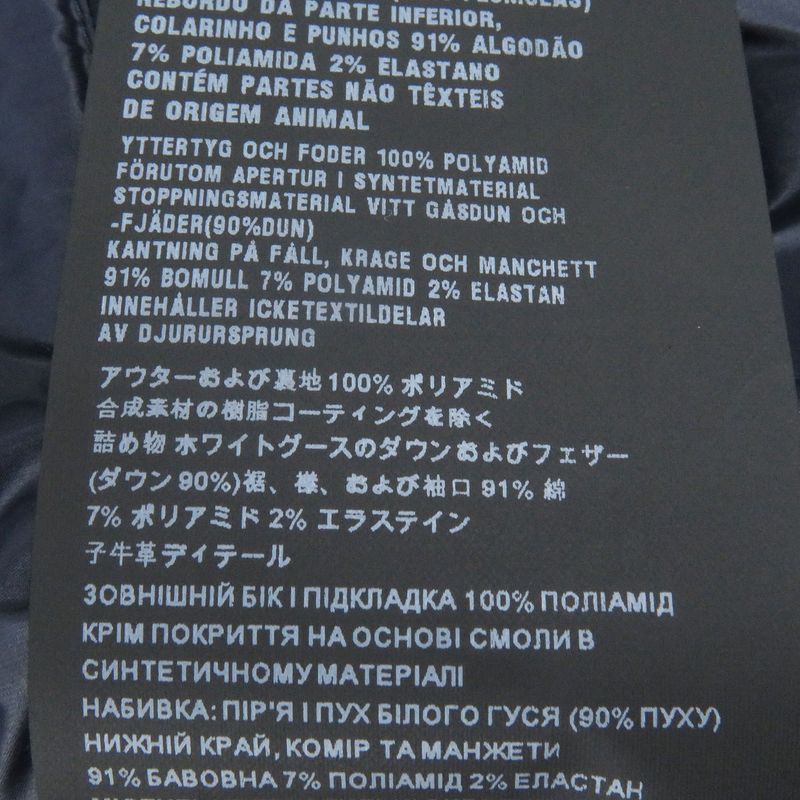 REBORDO DA PARTE INFERIOR,
COLARINHO E PUNHOS 91% ALGODÃO
7% POLIAMIDA 2% ELASTANO
CONTÉM PARTES NÃO TÊXTEIS
DE ORIGEM ANIMAL
YTTERTYG OCH FODER 100% POLYAMID
FÖRUTOM APERTUR I SYNTETMATERIAL
STOPPNINGSMATERIAL VITT GÅSDUN OCH
-FJÄDER(90%DUN)
KANTNING PÅ FÅLL, KRAGE OCH MANCHETT
91% BOMULL 7% POLYAMID 2% ELASTAN
INNEHÅLLER ICKETEXTILDELAR
AV DJURURSPRUNG
アウターおよび裏地100% ポリアミド
合成素材の樹脂コーティングを除く
詰め物 ホワイトグースのダウンおよびフェザー
(ダウン 90%)裾、襟、および袖口 91% 綿
7% ポリアミド 2% エラステイン
子牛革ディテール
ЗОВНІШНІЙ БІК І ПІДКЛАДКА 100% ПОЛІАМІД
КРІМ ПОКРИТТЯ НА ОСНОВІ СМОЛИ В
СИНТЕТИЧНОМУ МАТЕРІАЛІ
НАБИВКА: ПІР'Я І ПУХ БІЛОГО ГУСЯ (90% ПУХУ)
НИЖНІЙ КРАЙ, КОМІР ТА МАНЖЕТИ
91% БАВОВНА 7% ПОЛІАМІД 2% ЕЛАСТАН